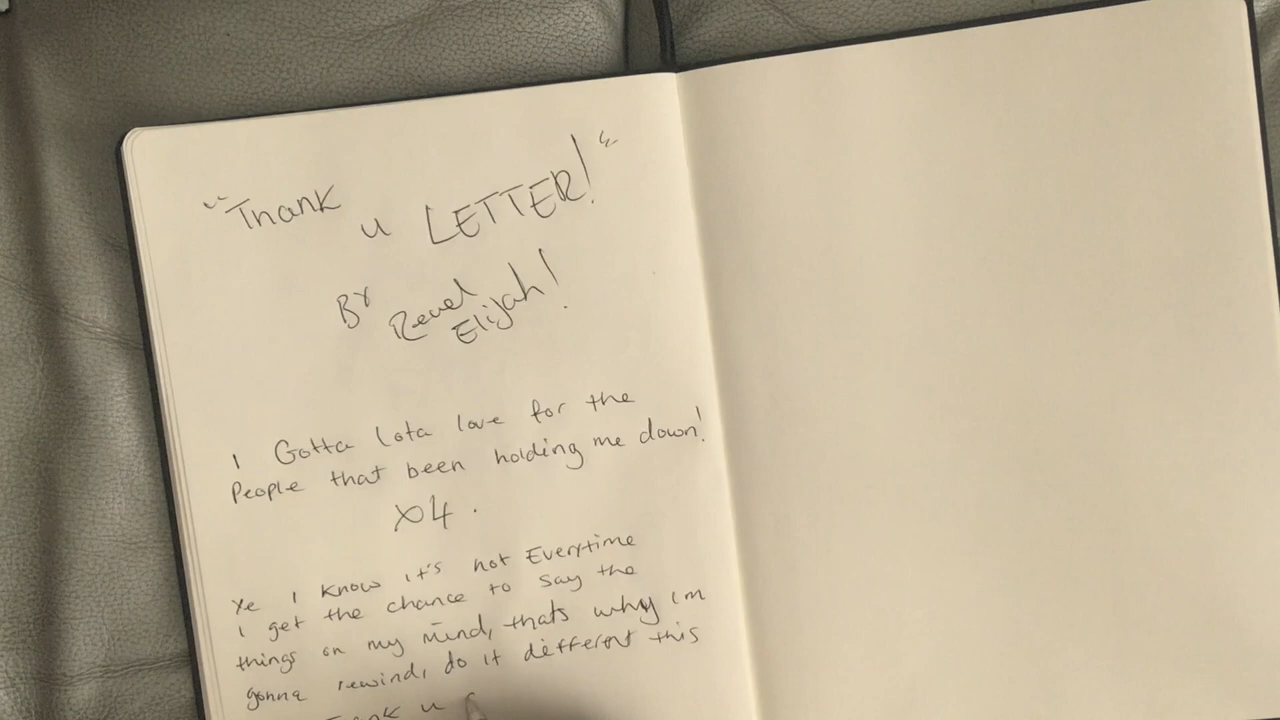 "Thank u LETTER!"
BY Reuel
Elijah!
I Gotta lota love for the
People that been holding me down!
X4.
Ye I know it's not Everytime
I get the chance to say the
things on my mind, thats why im
gonna rewind, do it different this
Thank u